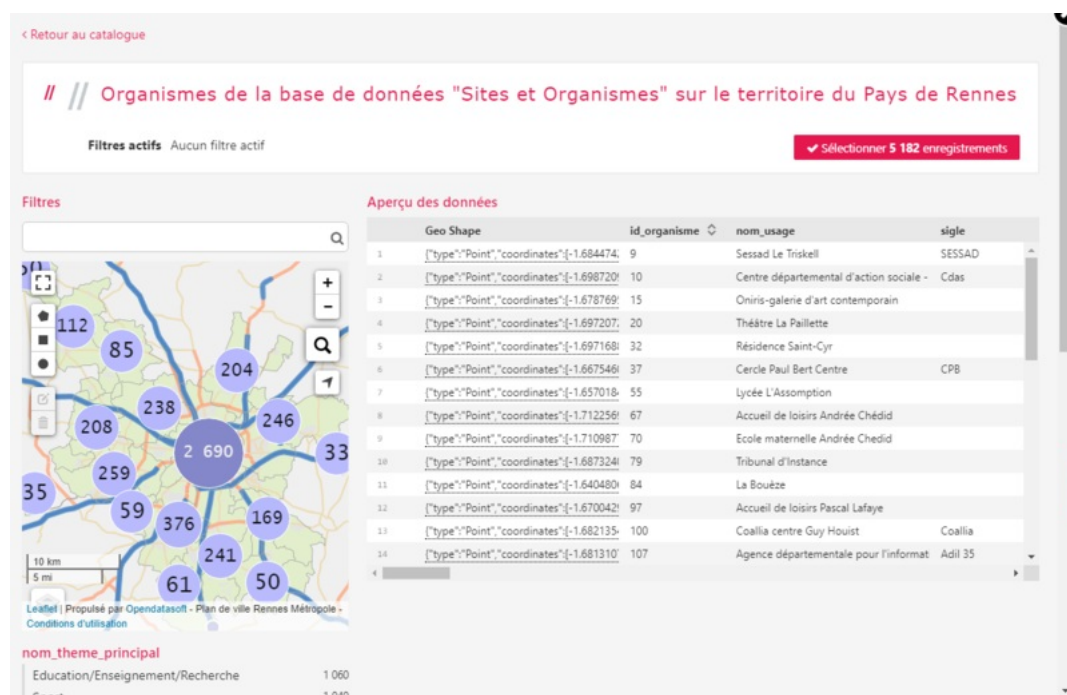 < Retour au catalogue
// // Organismes de la base de données "Sites et Organismes" sur le territoire du Pays de Rennes
Filtres actifs Aucun filtre actif
✔ Sélectionner 5 182 enregistrements
Filtres
Aperçu des données
Geo Shape id_organisme nom_usage sigle
1 {"type":"Point","coordinates":[-1.684474 9 Sessad Le Triskell SESSAD
2 {"type":"Point","coordinates":[-1.698720 10 Centre départemental d'action sociale - Cdas
3 {"type":"Point","coordinates":[-1.678769 15 Oniris-galerie d'art contemporain
4 {"type":"Point","coordinates":[-1.697207 20 Théâtre La Paillette
5 {"type":"Point","coordinates":[-1.697168 32 Résidence Saint-Cyr
6 {"type":"Point","coordinates":[-1.667546 37 Cercle Paul Bert Centre CPB
7 {"type":"Point","coordinates":[-1.657018 55 Lycée L'Assomption
8 {"type":"Point","coordinates":[-1.712256 67 Accueil de loisirs Andrée Chédid
9 {"type":"Point","coordinates":[-1.710987 70 Ecole maternelle Andrée Chedid
10 {"type":"Point","coordinates":[-1.687324 79 Tribunal d'Instance
11 {"type":"Point","coordinates":[-1.640480 84 La Bouëze
12 {"type":"Point","coordinates":[-1.670042 97 Accueil de loisirs Pascal Lafaye
13 {"type":"Point","coordinates":[-1.682135 100 Coallia centre Guy Houist Coallia
14 {"type":"Point","coordinates":[-1.681310 107 Agence départementale pour l'informat Adil 35
+
−
112
85
204
238
246
208
2 690
33
259
35
59
376
169
241
61
50
10 km
5 mi
Leaflet | Propulsé par Opendatasoft - Plan de ville Rennes Métropole -
Conditions d'utilisation
nom_theme_principal
Education/Enseignement/Recherche 1 060